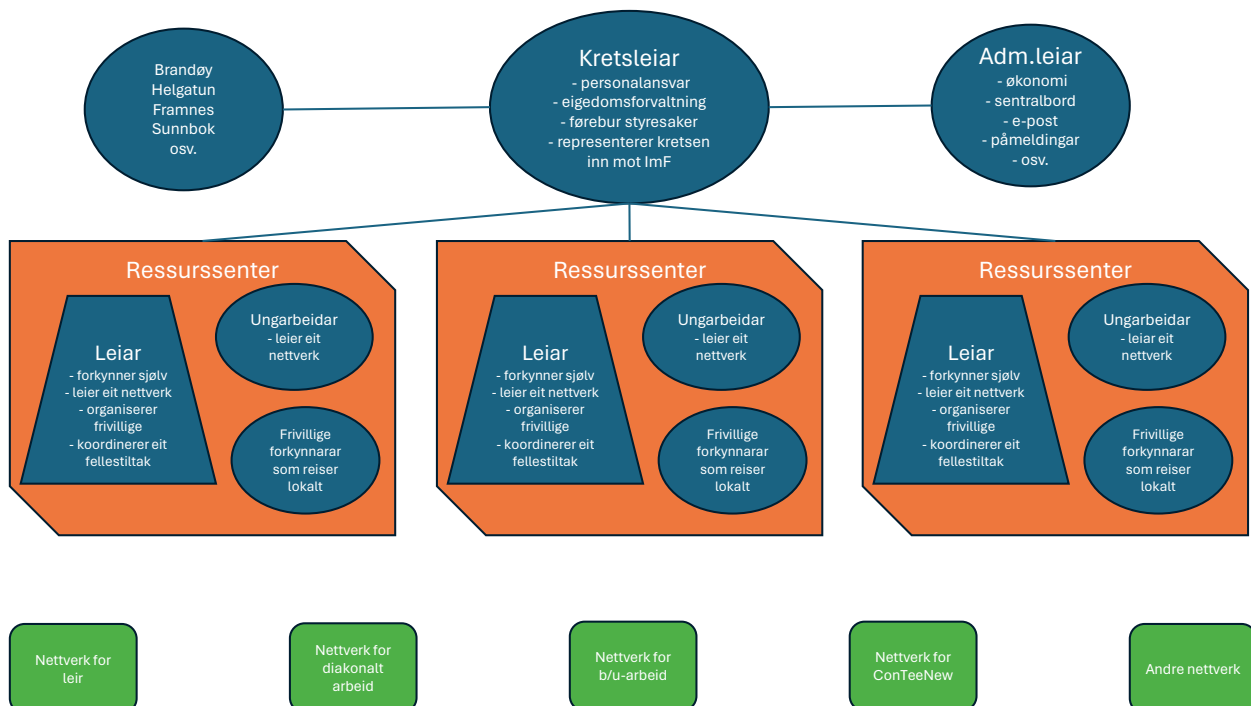 Brandøy
Helgatun
Framnes
Sunnbok
osv.
Kretsleiar
- personalansvar
- eigedomsforvaltning
- førebur styresaker
- representerer kretsen
inn mot ImF
Adm.leiar
- økonomi
- sentralbord
- e-post
- påmeldingar
- osv.
Ressurssenter
Leiar
- forkynner sjølv
- leier eit nettverk
- organiserer
frivillige
- koordinerer eit
fellestiltak
Ungarbeidar
- leier eit
nettverk
Frivillige
forkynnarar
som reiser
lokalt
Ressurssenter
Leiar
- forkynner sjølv
- leier eit nettverk
- organiserer
frivillige
- koordinerer eit
fellestiltak
Ungarbeidar
- leier eit
nettverk
Frivillige
forkynnarar
som reiser
lokalt
Ressurssenter
Leiar
- forkynner sjølv
- leier eit nettverk
- organiserer
frivillige
- koordinerer eit
fellestiltak
Ungarbeidar
- leiar eit
nettverk
Frivillige
forkynnarar
som reiser
lokalt
Nettverk for
leir
Nettverk for
diakonalt
arbeid
Nettverk for
b/u-arbeid
Nettverk for
ConTeeNew
Andre nettverk